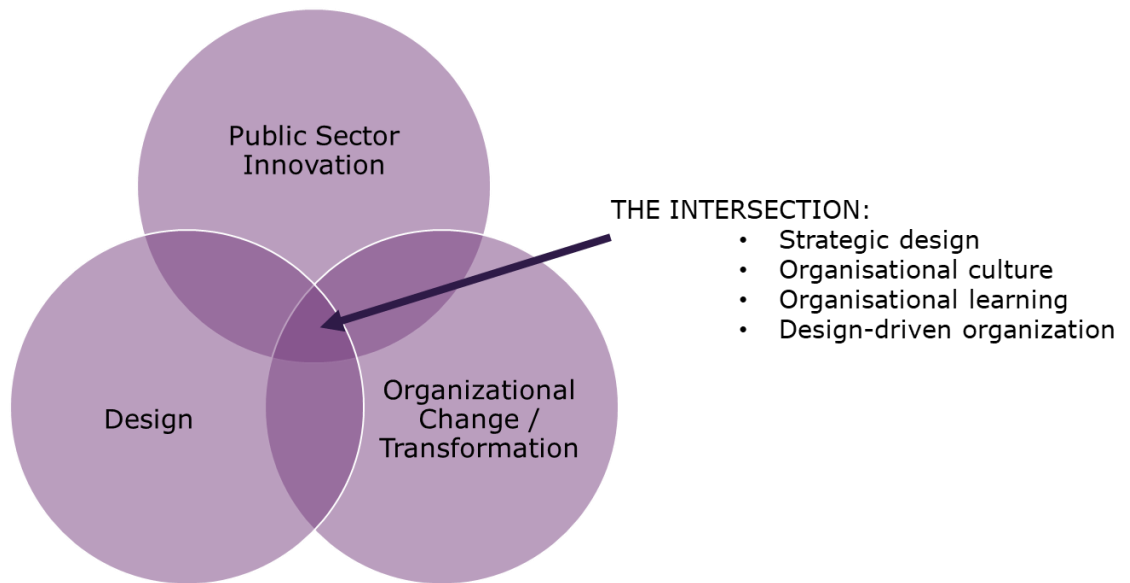 Public Sector
Innovation
THE INTERSECTION:
• Strategic design
• Organisational culture
• Organisational learning
• Design-driven organization
Design
Organizational
Change /
Transformation